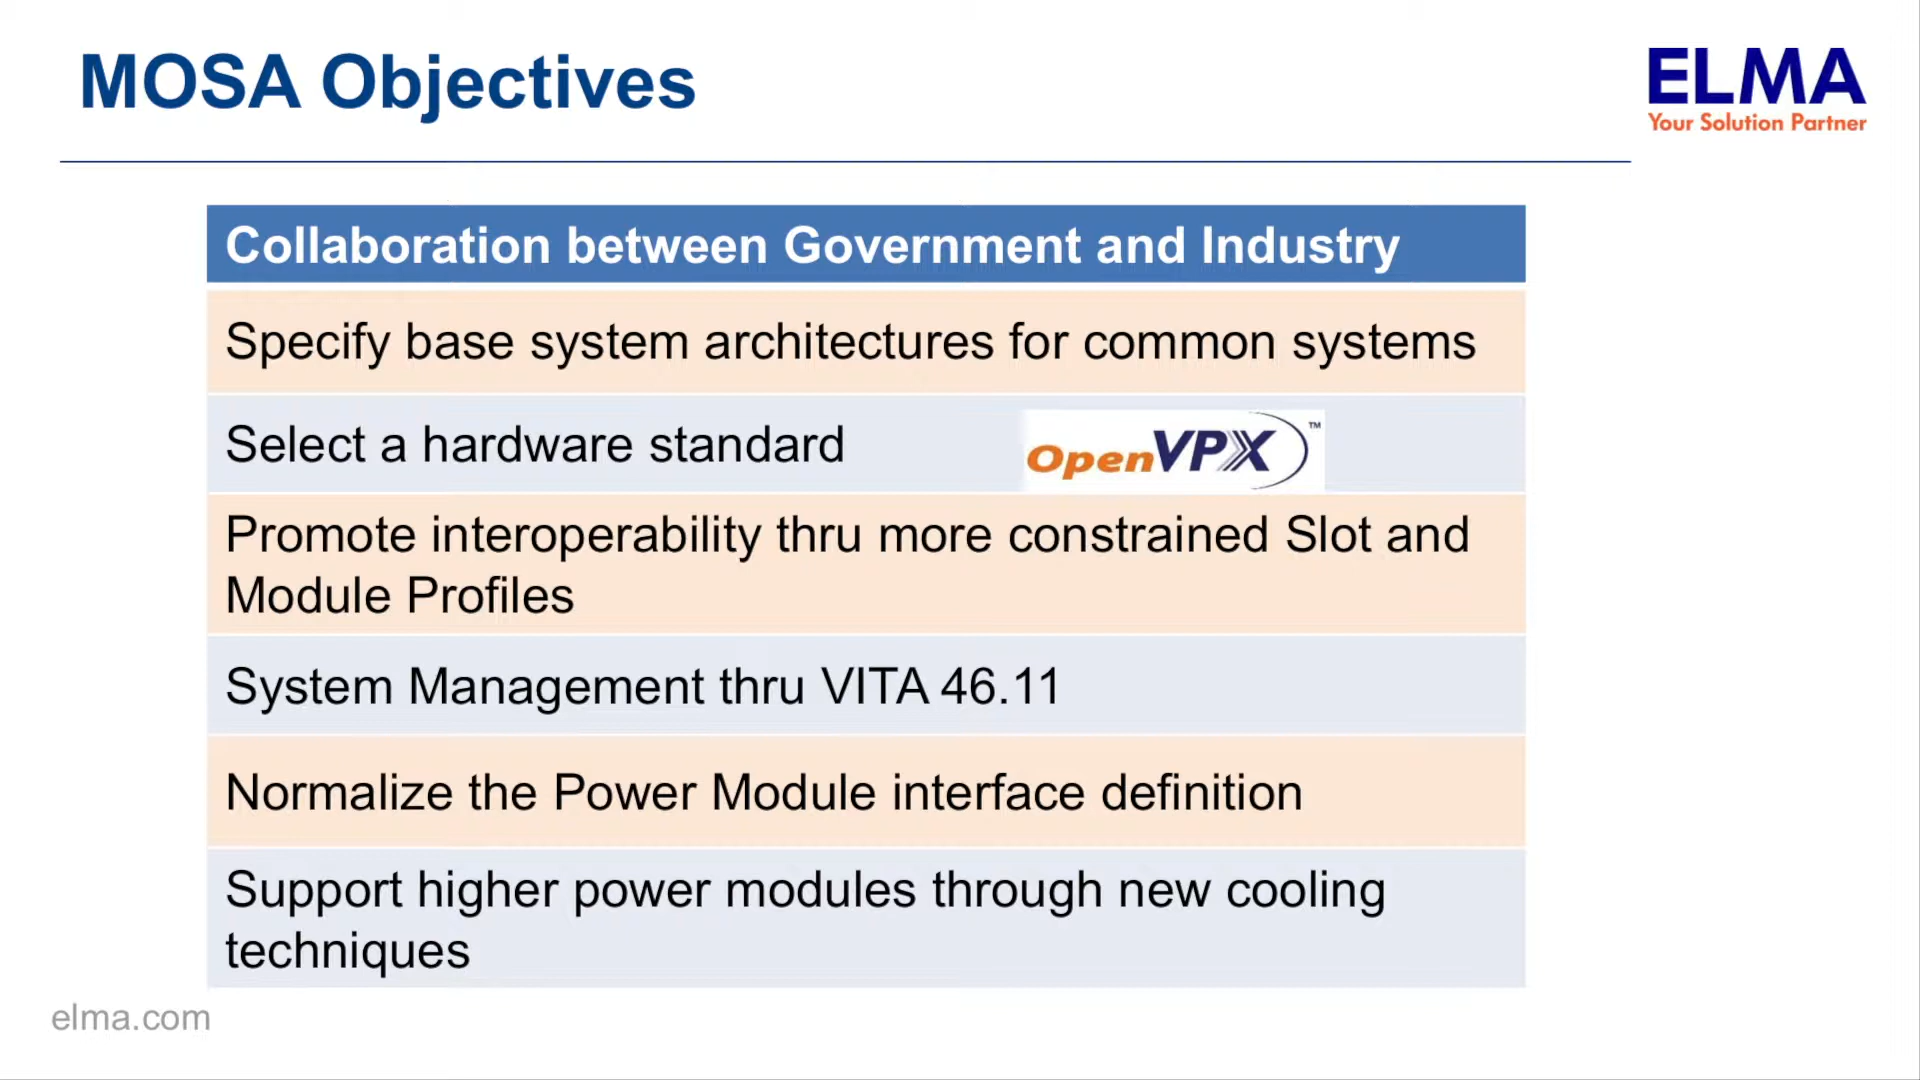 MOSA Objectives
ELMA
Your Solution Partner
Collaboration between Government and Industry
Specify base system architectures for common systems
Select a hardware standard
OpenVPX™
Promote interoperability thru more constrained Slot and
Module Profiles
System Management thru VITA 46.11
Normalize the Power Module interface definition
Support higher power modules through new cooling
techniques
elma.com